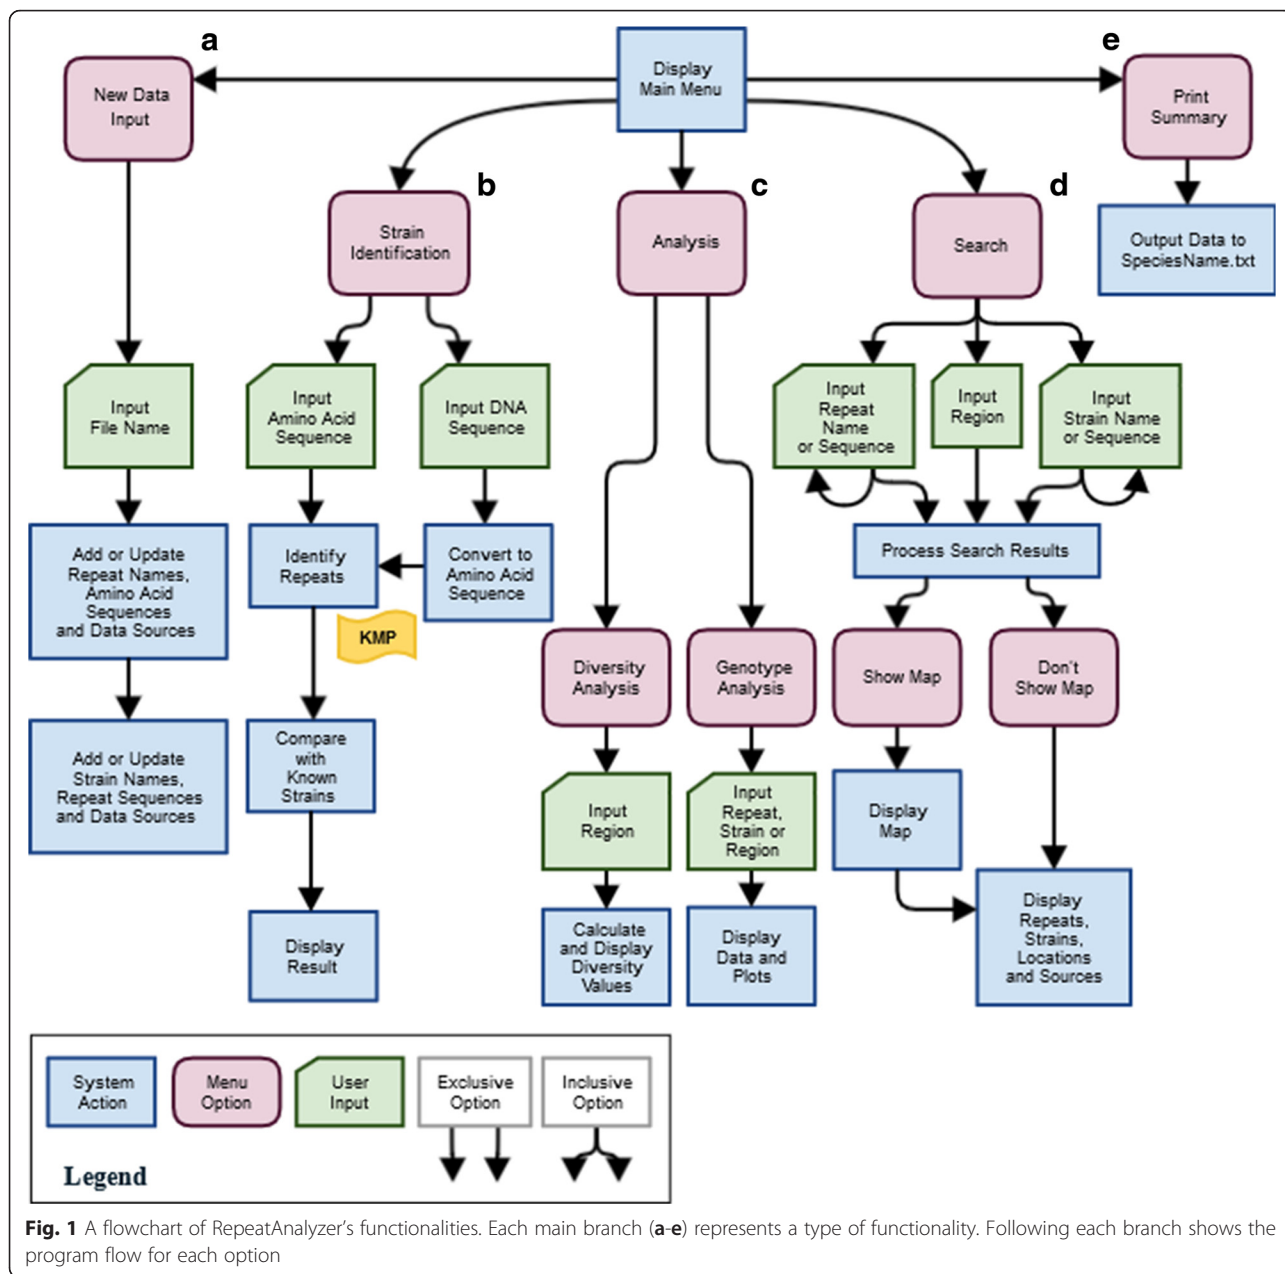 a
e
Display
Main Menu
New Data
Input
Print
Summary
b
c
d
Strain
Identification
Analysis
Search
Output Data to
SpeciesName.txt
Input
File Name
Input
Amino Acid
Sequence
Input DNA
Sequence
Input
Repeat
Name
or Sequence
Input
Region
Input
Strain Name
or Sequence
Add or Update
Repeat Names,
Amino Acid
Sequences
and Data Sources
Identify
Repeats
Convert to
Amino Acid
Sequence
Process Search Results
KMP
Diversity
Analysis
Genotype
Analysis
Show Map
Don't
Show Map
Add or Update
Strain Names,
Repeat Sequences
and Data Sources
Compare
with
Known
Strains
Input
Region
Input
Repeat,
Strain or
Region
Display
Map
Display
Result
Calculate
and Display
Diversity
Values
Display
Data and
Plots
Display
Repeats,
Strains,
Locations
and Sources
System
Action
Menu
Option
User
Input
Exclusive
Option
Inclusive
Option
Legend
Fig. 1 A flowchart of RepeatAnalyzer's functionalities. Each main branch (a-e) represents a type of functionality. Following each branch shows the
program flow for each option